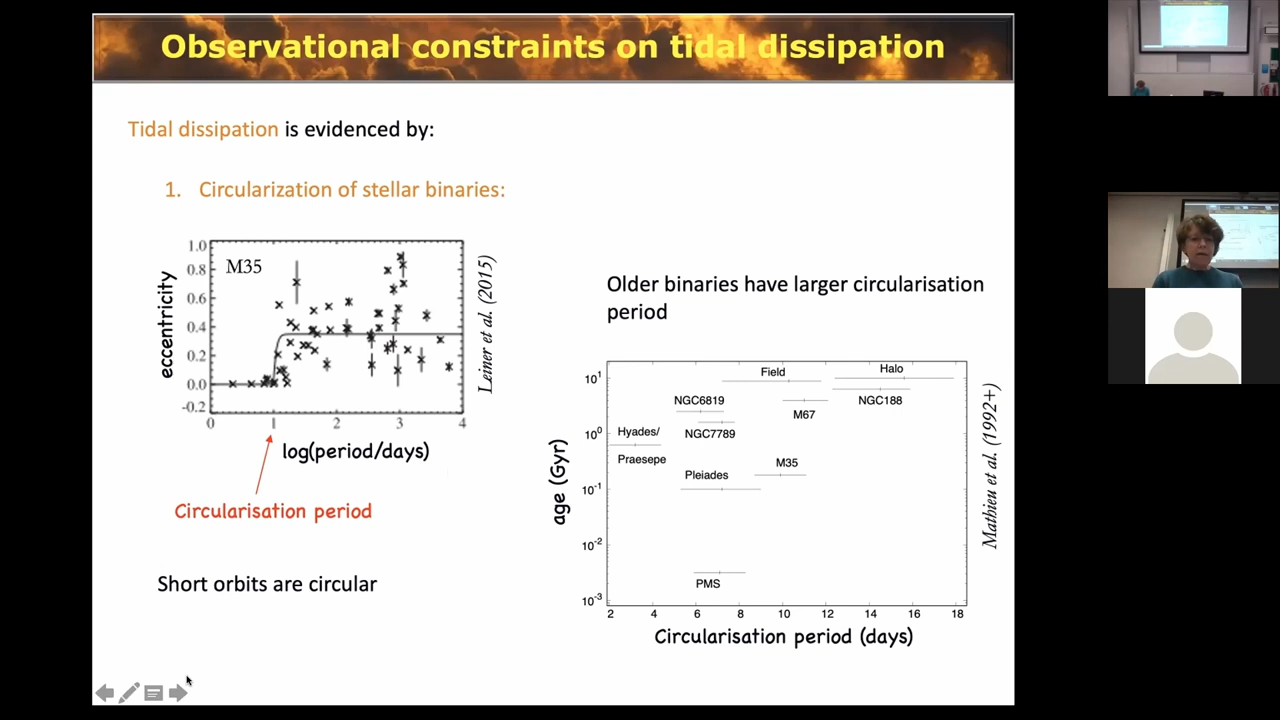 Observational constraints on tidal dissipation
Tidal dissipation is evidenced by:
1. Circularization of stellar binaries:
M35
1.0
0.8
0.6
0.4
0.2
0.0
-0.2
eccentricity
0
1
2
3
4
log(period/days)
Leiner et al. (2015)
Circularisation period
Short orbits are circular
Older binaries have larger circularisation
period
Field
Halo
NGC6819
NGC188
M67
NGC7789
Hyades/
Praesepe
M35
Pleiades
PMS
10¹
10⁰
10⁻¹
10⁻²
10⁻³
age (Gyr)
2
4
6
8
10
12
14
16
18
Circularisation period (days)
Mathieu et al. (1992+)